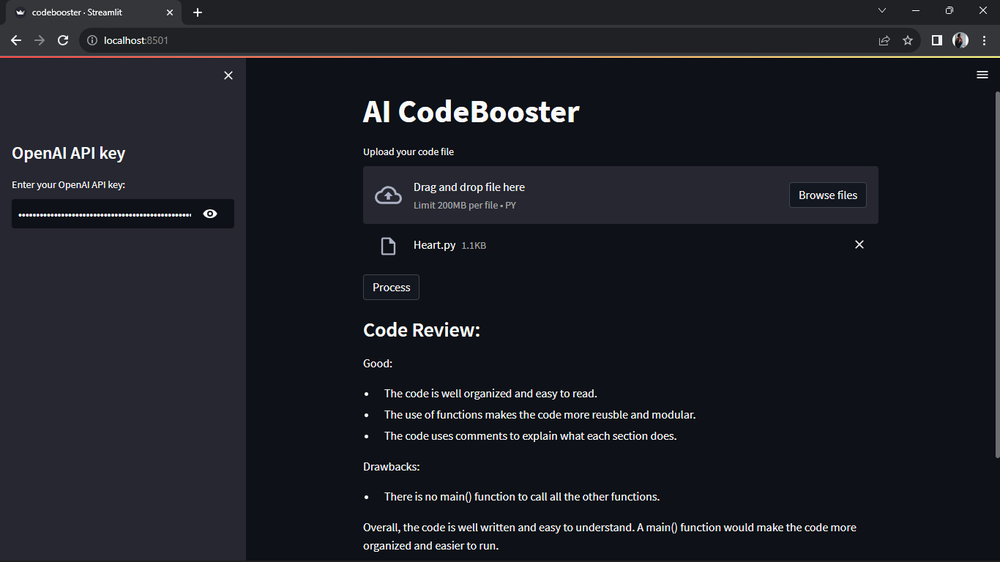 codebooster · Streamlit
localhost:8501
OpenAI API key
Enter your OpenAI API key:
AI CodeBooster
Upload your code file
Drag and drop file here
Limit 200MB per file • PY
Browse files
Heart.py 1.1KB
Process
Code Review:
Good:
• The code is well organized and easy to read.
• The use of functions makes the code more reusble and modular.
• The code uses comments to explain what each section does.
Drawbacks:
• There is no main() function to call all the other functions.
Overall, the code is well written and easy to understand. A main() function would make the code more
organized and easier to run.